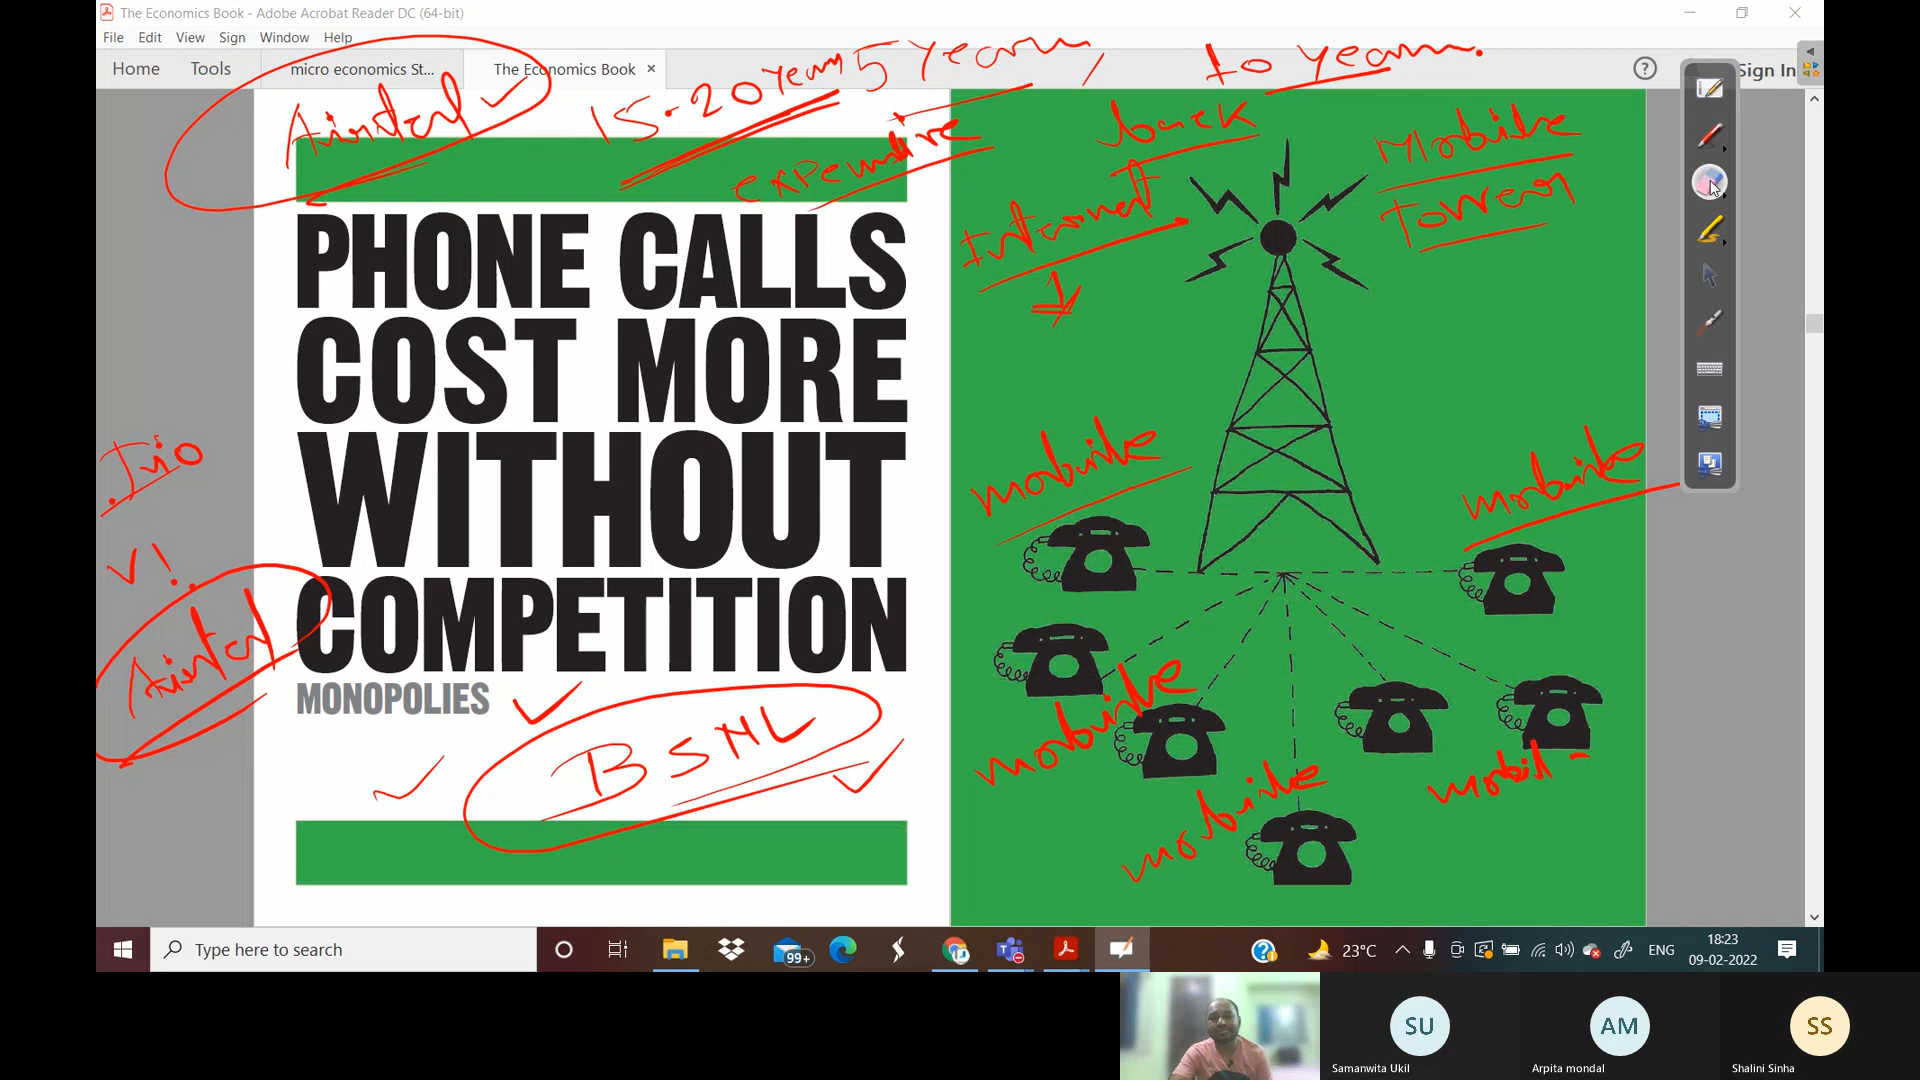 The Economics Book - Adobe Acrobat Reader DC (64-bit)
File Edit View Sign Window Help
Home Tools micro economics St... The Economics Book × Sign In
Airtel 15-20 years 5 years, 10 years.
expensive back
Internet
Mobile
Tower
PHONE CALLS
COST MORE
WITHOUT
COMPETITION
MONOPOLIES
Jio
Airtel
BSNL
mobile
mobile
mobile
mobile
mobil
Type here to search
99+
23°C
ENG
18:23
09-02-2022
SU
AM
SS
Samanwita Ukil
Arpita mondal
Shalini Sinha